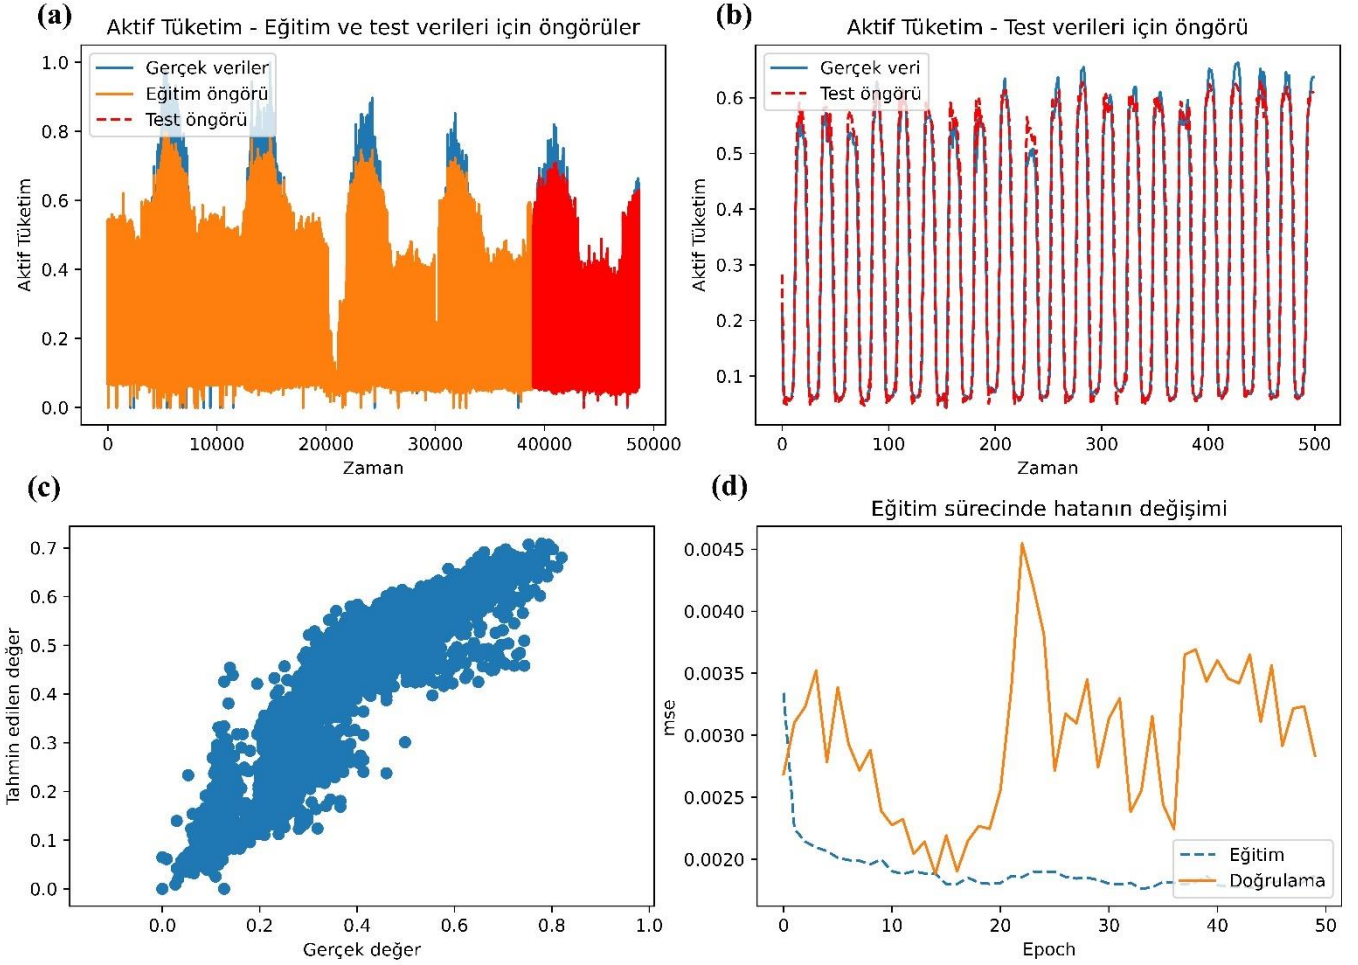 (a)
Aktif Tüketim - Eğitim ve test verileri için öngörüler
Gerçek veriler
Eğitim öngörü
Test öngörü
Aktif Tüketim
1.0
0.8
0.6
0.4
0.2
0.0
0 10000 20000 30000 40000 50000
Zaman
(b)
Aktif Tüketim - Test verileri için öngörü
Gerçek veri
Test öngörü
Aktif Tüketim
0.6
0.5
0.4
0.3
0.2
0.1
0 100 200 300 400 500
Zaman
(c)
Tahmin edilen değer
0.7
0.6
0.5
0.4
0.3
0.2
0.1
0.0
0.0 0.2 0.4 0.6 0.8 1.0
Gerçek değer
(d)
Eğitim sürecinde hatanın değişimi
mse
0.0045
0.0040
0.0035
0.0030
0.0025
0.0020
Eğitim
Doğrulama
0 10 20 30 40 50
Epoch